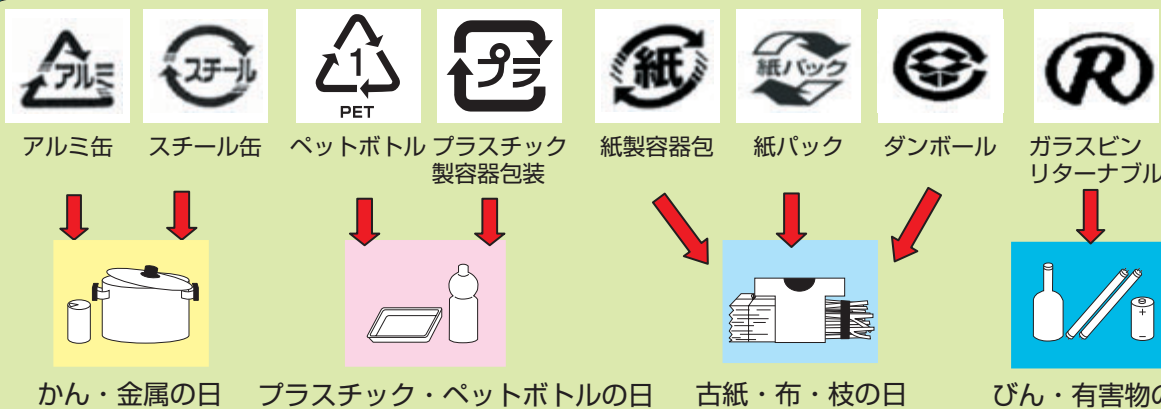 アルミ
スチール
1
PET
プラ
紙
紙パック
R
アルミ缶
スチール缶
ペットボトル
プラスチック
製容器包装
紙製容器包
紙パック
ダンボール
ガラスビン
リターナブル
+
−
かん・金属の日
プラスチック・ペットボトルの日
古紙・布・枝の日
びん・有害物の